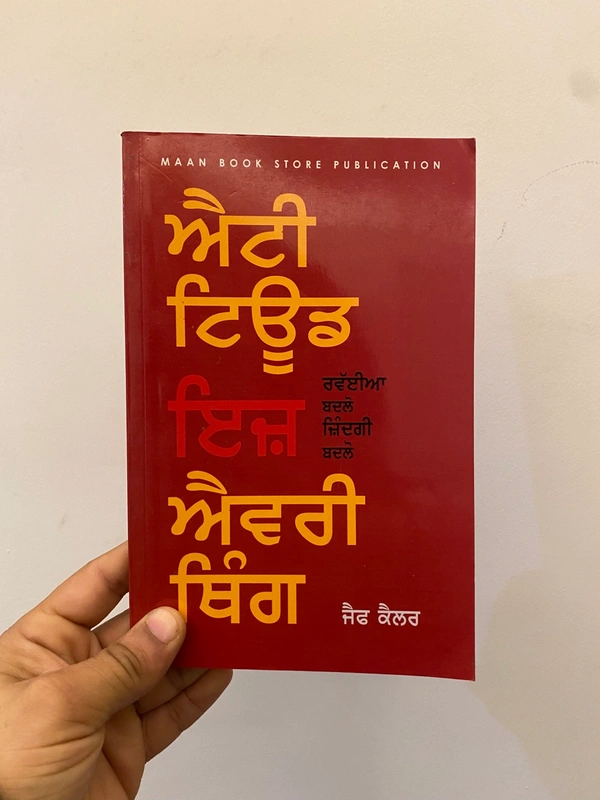 MAAN BOOK STORE PUBLICATION
ਐਟੀ
ਟਿਊਡ
ਇਜ਼
ਰਵੱਈਆ
ਬਦਲੋ
ਜ਼ਿੰਦਗੀ
ਬਦਲੋ
ਐਵਰੀ
ਥਿੰਗ
ਜੈਫ ਕੈਲਰ